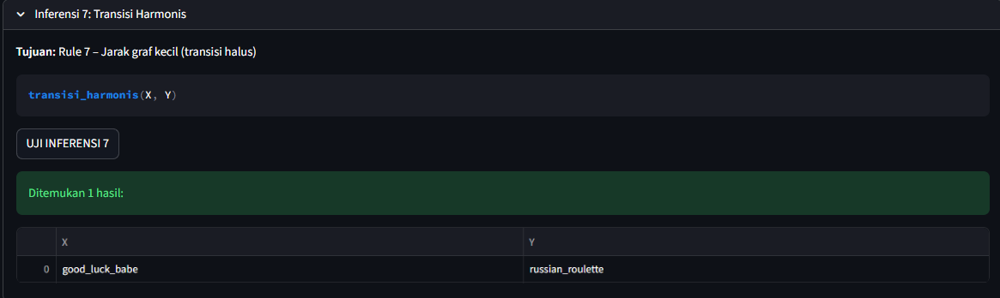 Inferensi 7: Transisi Harmonis
Tujuan: Rule 7 – Jarak graf kecil (transisi halus)
transisi_harmonis(X, Y)
UJI INFERENSI 7
Ditemukan 1 hasil:
X Y
0 good_luck_babe russian_roulette